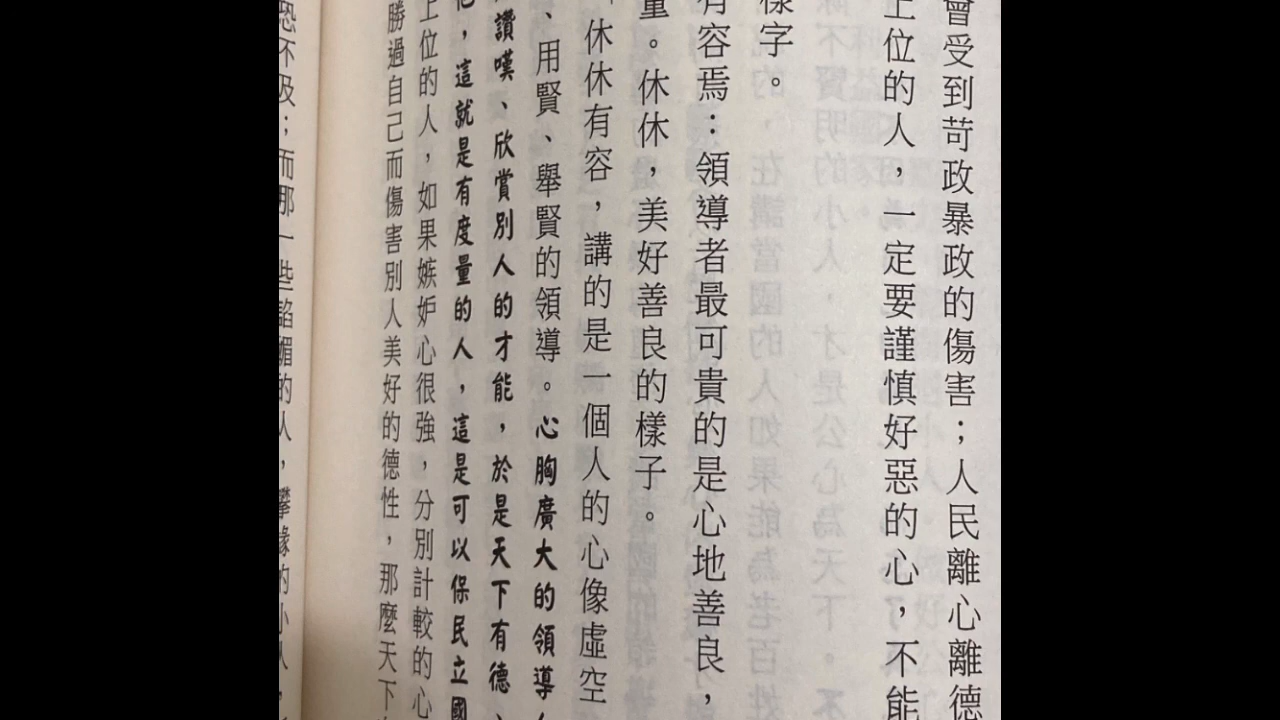 會受到苛政暴政的傷害；人民離心離德
上位的人，一定要謹慎好惡的心，不能
樣字。
有容焉：領導者最可貴的是心地善良，
量。休休，美好善良的樣子。
休休有容，講的是一個人的心像虛空
、用賢、舉賢的領導。心胸廣大的領導
讚嘆、欣賞別人的才能，於是天下有德
，這就是有度量的人，這是可以保民立國
上位的人，如果嫉妒心很強，分別計較的心
勝過自己而傷害別人美好的德性，那麼天下
恐不及；而那一些諂媚的人，攀緣的小人，